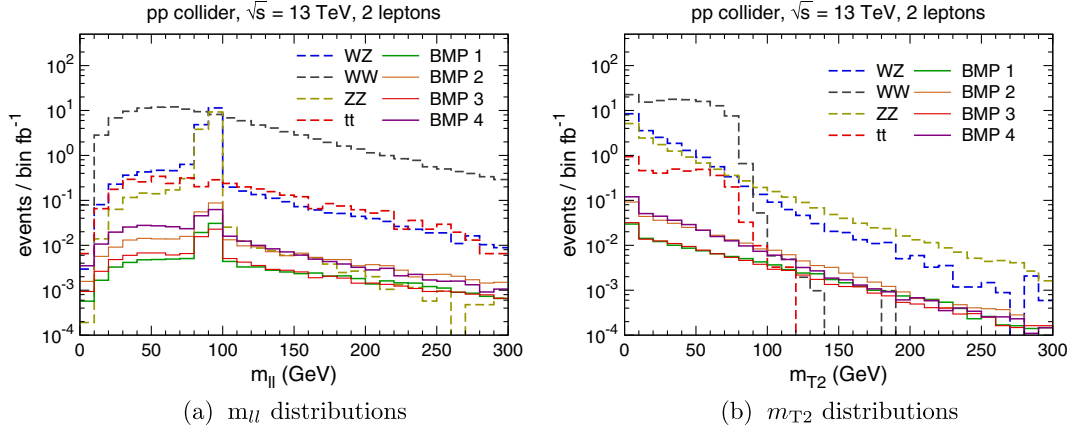 pp collider, √s = 13 TeV, 2 leptons
events / bin fb⁻¹
10²
10¹
10⁰
10⁻¹
10⁻²
10⁻³
10⁻⁴
WZ BMP 1
WW BMP 2
ZZ BMP 3
tt BMP 4
0 50 100 150 200 250 300
m_ll (GeV)
(a) m_ll distributions
pp collider, √s = 13 TeV, 2 leptons
events / bin fb⁻¹
10²
10¹
10⁰
10⁻¹
10⁻²
10⁻³
10⁻⁴
WZ BMP 1
WW BMP 2
ZZ BMP 3
tt BMP 4
0 50 100 150 200 250 300
m_T2 (GeV)
(b) m_T2 distributions